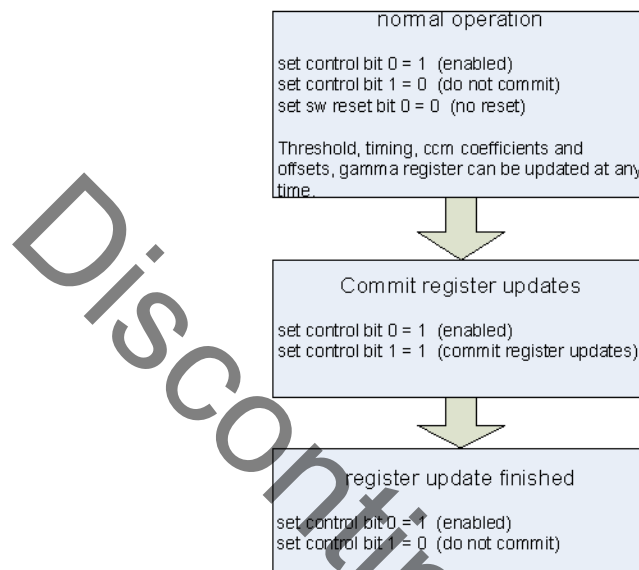 normal operation
set control bit 0 = 1 (enabled)
set control bit 1 = 0 (do not commit)
set sw reset bit 0 = 0 (no reset)
Threshold, timing, ccm coefficients and
offsets, gamma register can be updated at any
time.
Commit register updates
set control bit 0 = 1 (enabled)
set control bit 1 = 1 (commit register updates)
register update finished
set control bit 0 = 1 (enabled)
set control bit 1 = 0 (do not commit)